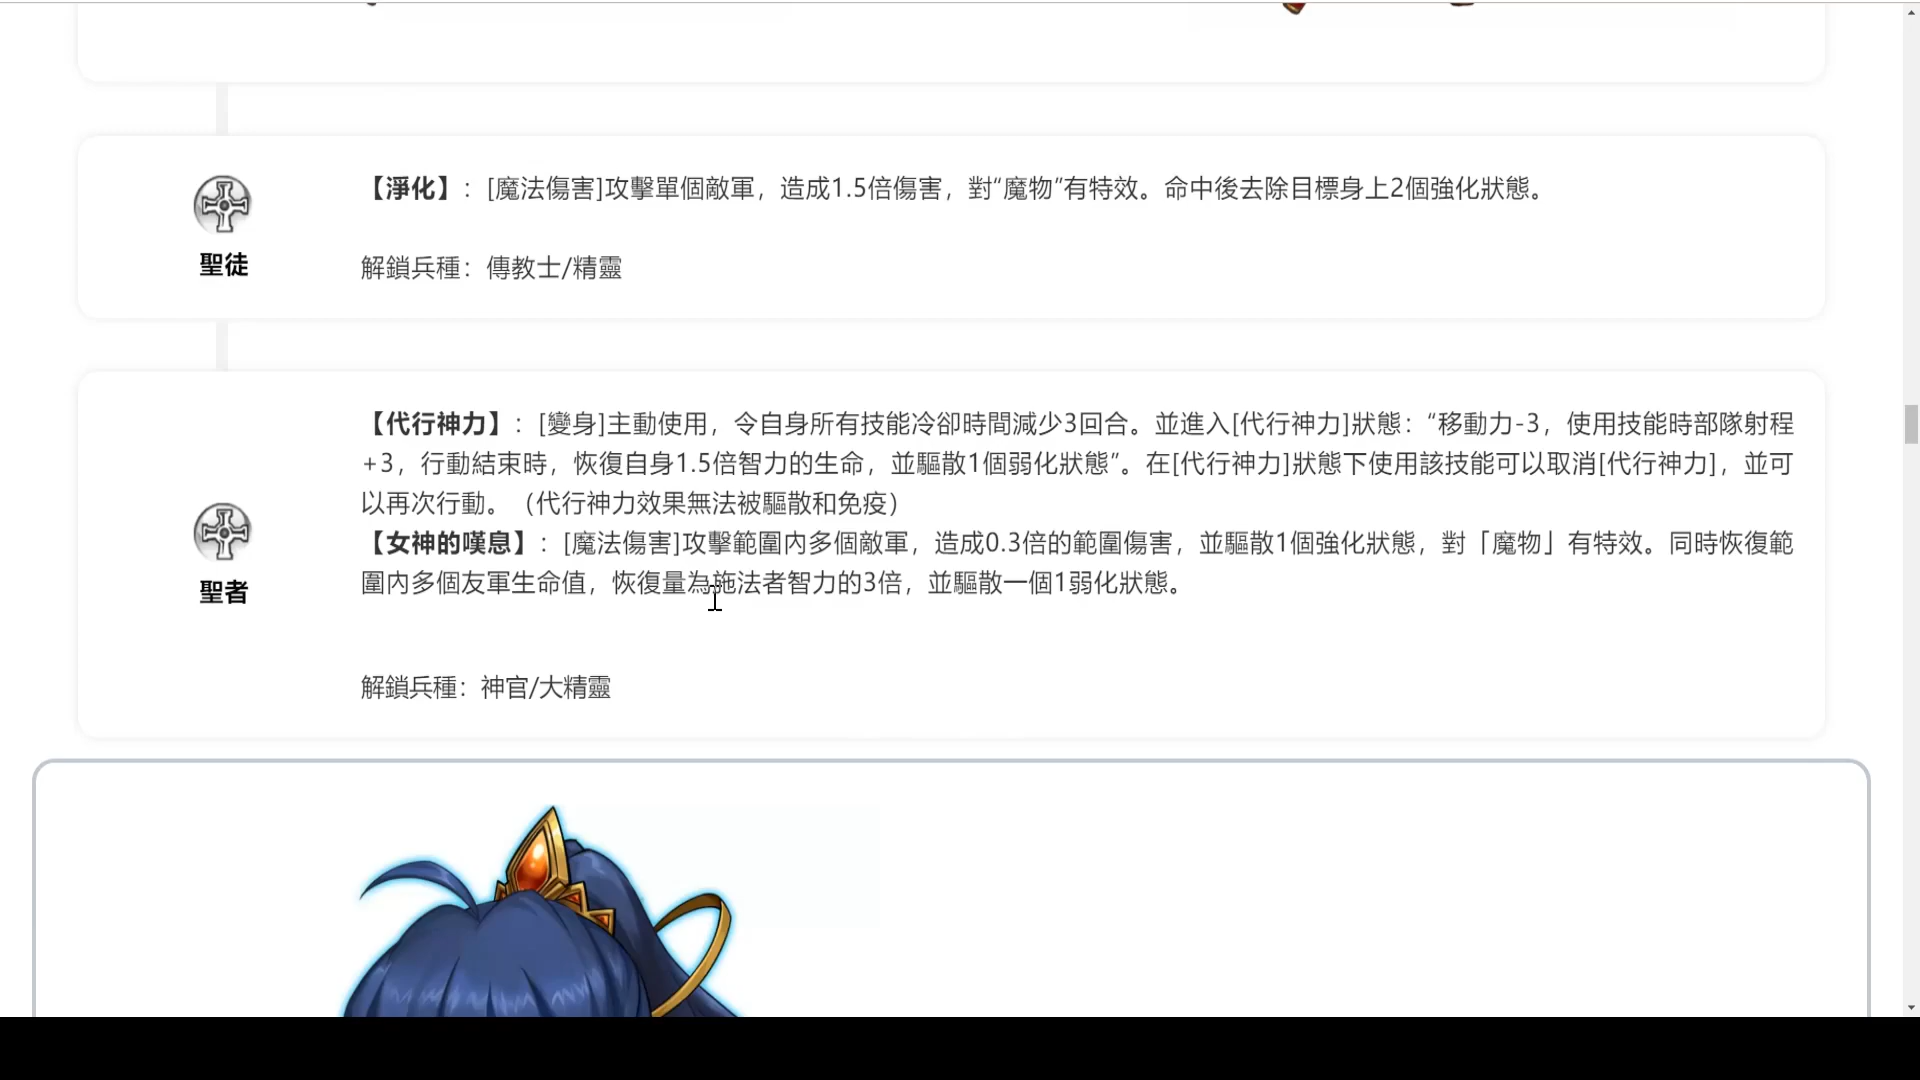 【淨化】：[魔法傷害]攻擊單個敵軍，造成1.5倍傷害，對“魔物”有特效。命中後去除目標身上2個強化狀態。
聖徒
解鎖兵種：傳教士/精靈
【代行神力】：[變身]主動使用，令自身所有技能冷卻時間減少3回合。並進入[代行神力]狀態：“移動力-3，使用技能時部隊射程
+3，行動結束時，恢復自身1.5倍智力的生命，並驅散1個弱化狀態”。在[代行神力]狀態下使用該技能可以取消[代行神力]，並可
以再次行動。（代行神力效果無法被驅散和免疫）
【女神的嘆息】：[魔法傷害]攻擊範圍內多個敵軍，造成0.3倍的範圍傷害，並驅散1個強化狀態，對「魔物」有特效。同時恢復範
圍內多個友軍生命值，恢復量為施法者智力的3倍，並驅散一個1弱化狀態。
聖者
解鎖兵種：神官/大精靈